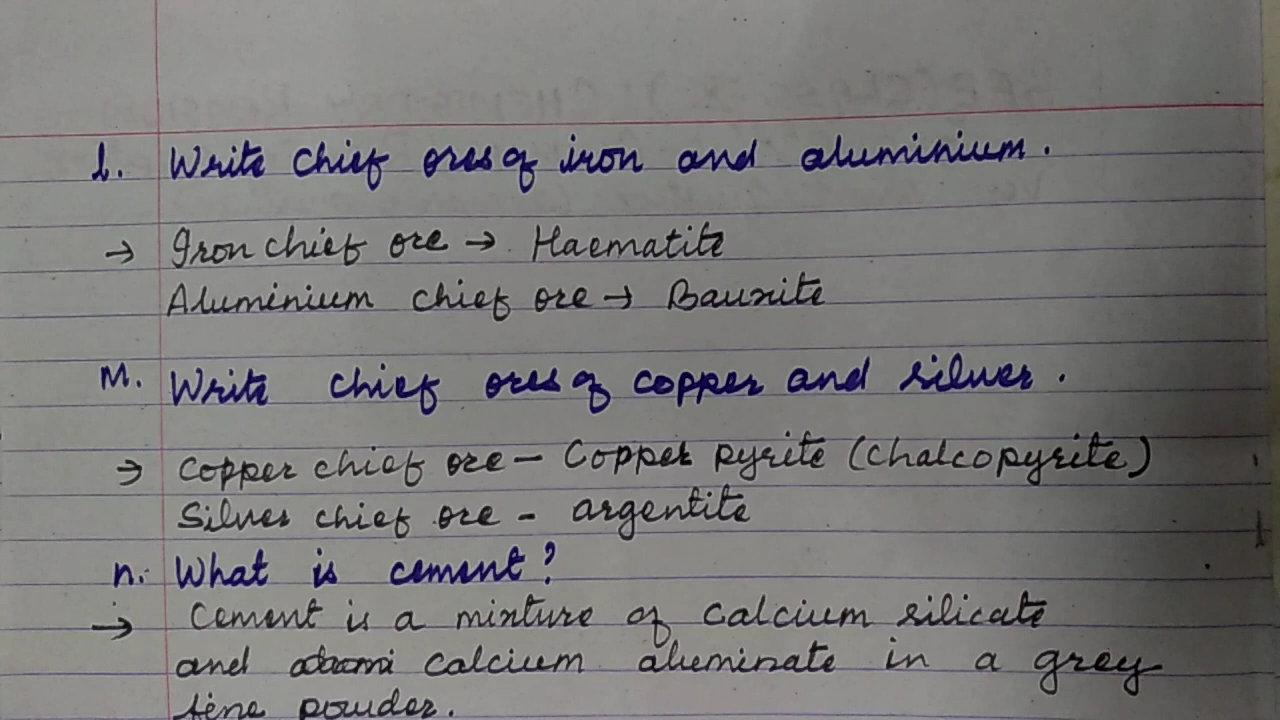 l. Write chief ores of iron and aluminium.
→ Iron chief ore → Haematite
Aluminium chief ore → Bauxite
M. Write chief ores of copper and silver.
→ Copper chief ore – Copper pyrite (Chalcopyrite)
Silver chief ore - argentite
n. What is cement?
→ Cement is a mixture of calcium silicate
and calcium aluminate in a grey
fine powder.